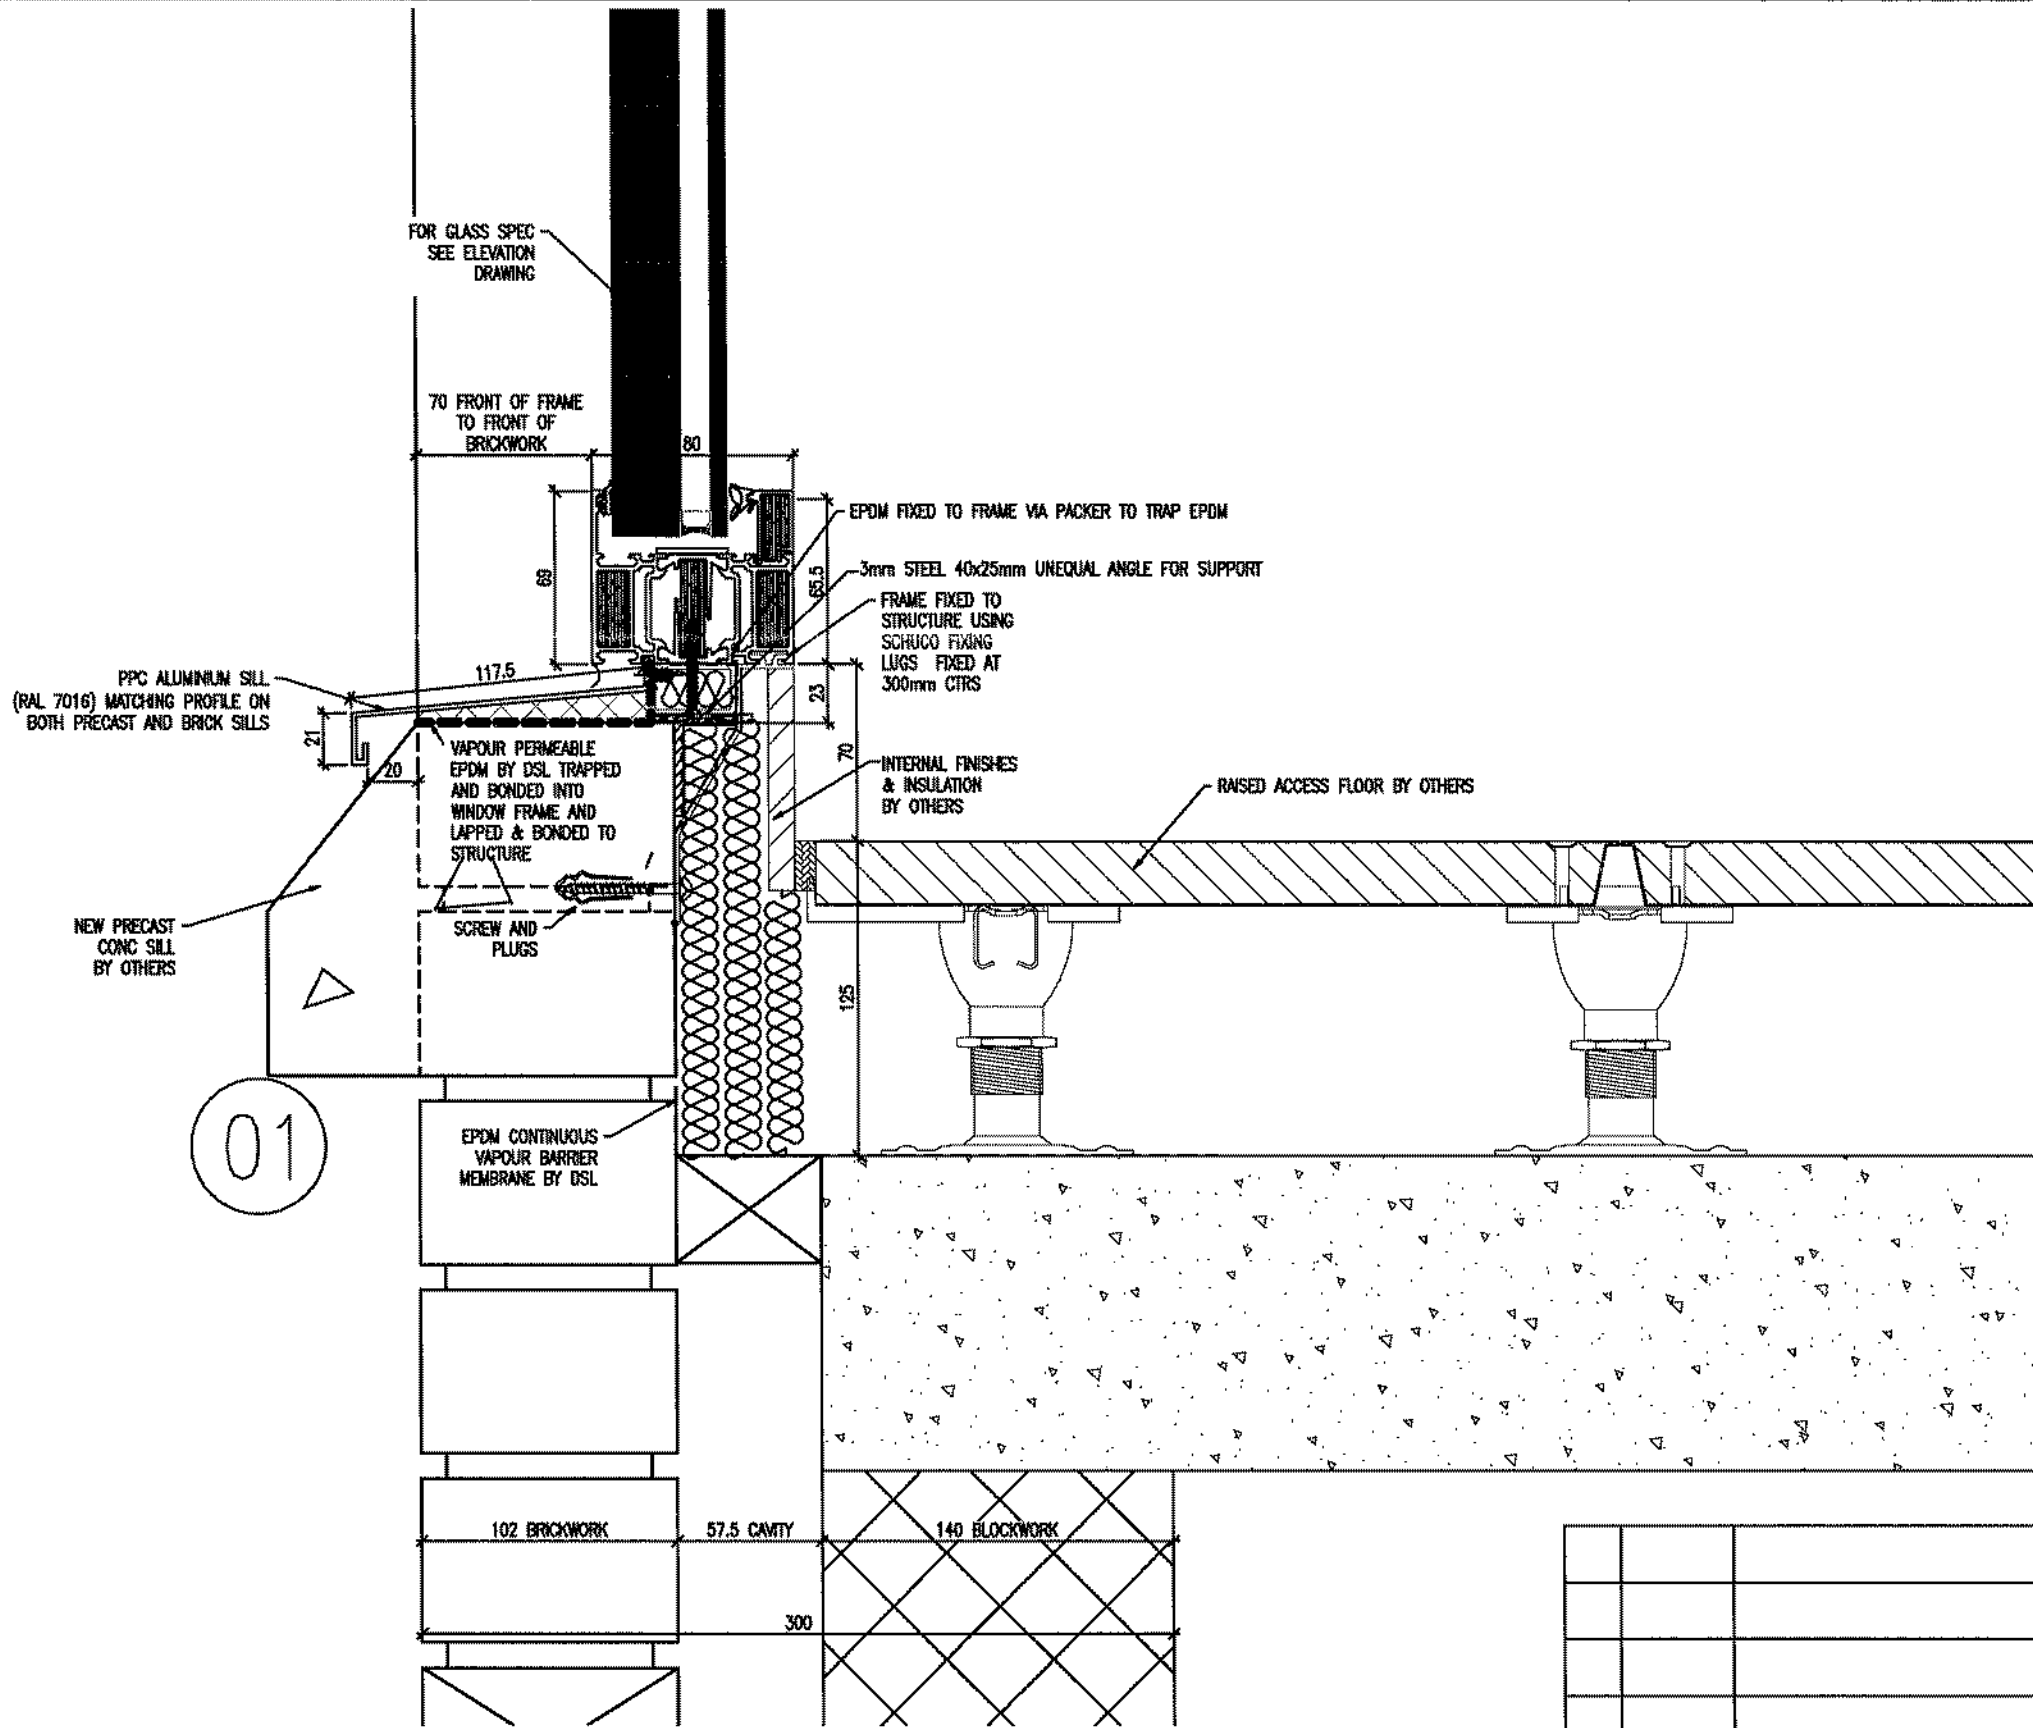 FOR GLASS SPEC
SEE ELEVATION
DRAWING
70 FRONT OF FRAME
TO FRONT OF
BRICKWORK
80
EPDM FIXED TO FRAME VIA PACKER TO TRAP EPDM
69
65.5
3mm STEEL 40x25mm UNEQUAL ANGLE FOR SUPPORT
FRAME FIXED TO
STRUCTURE USING
SCHUCO FIXING
LUGS FIXED AT
300mm CTRS
117.5
PPC ALUMINIUM SILL
(RAL 7016) MATCHING PROFILE ON
BOTH PRECAST AND BRICK SILLS
23
21
20
70
VAPOUR PERMEABLE
EPDM BY DSL TRAPPED
AND BONDED INTO
WINDOW FRAME AND
LAPPED & BONDED TO
STRUCTURE
INTERNAL FINISHES
& INSULATION
BY OTHERS
RAISED ACCESS FLOOR BY OTHERS
NEW PRECAST
CONC SILL
BY OTHERS
SCREW AND
PLUGS
125
01
EPDM CONTINUOUS
VAPOUR BARRIER
MEMBRANE BY DSL
102 BRICKWORK
57.5 CAVITY
140 BLOCKWORK
300